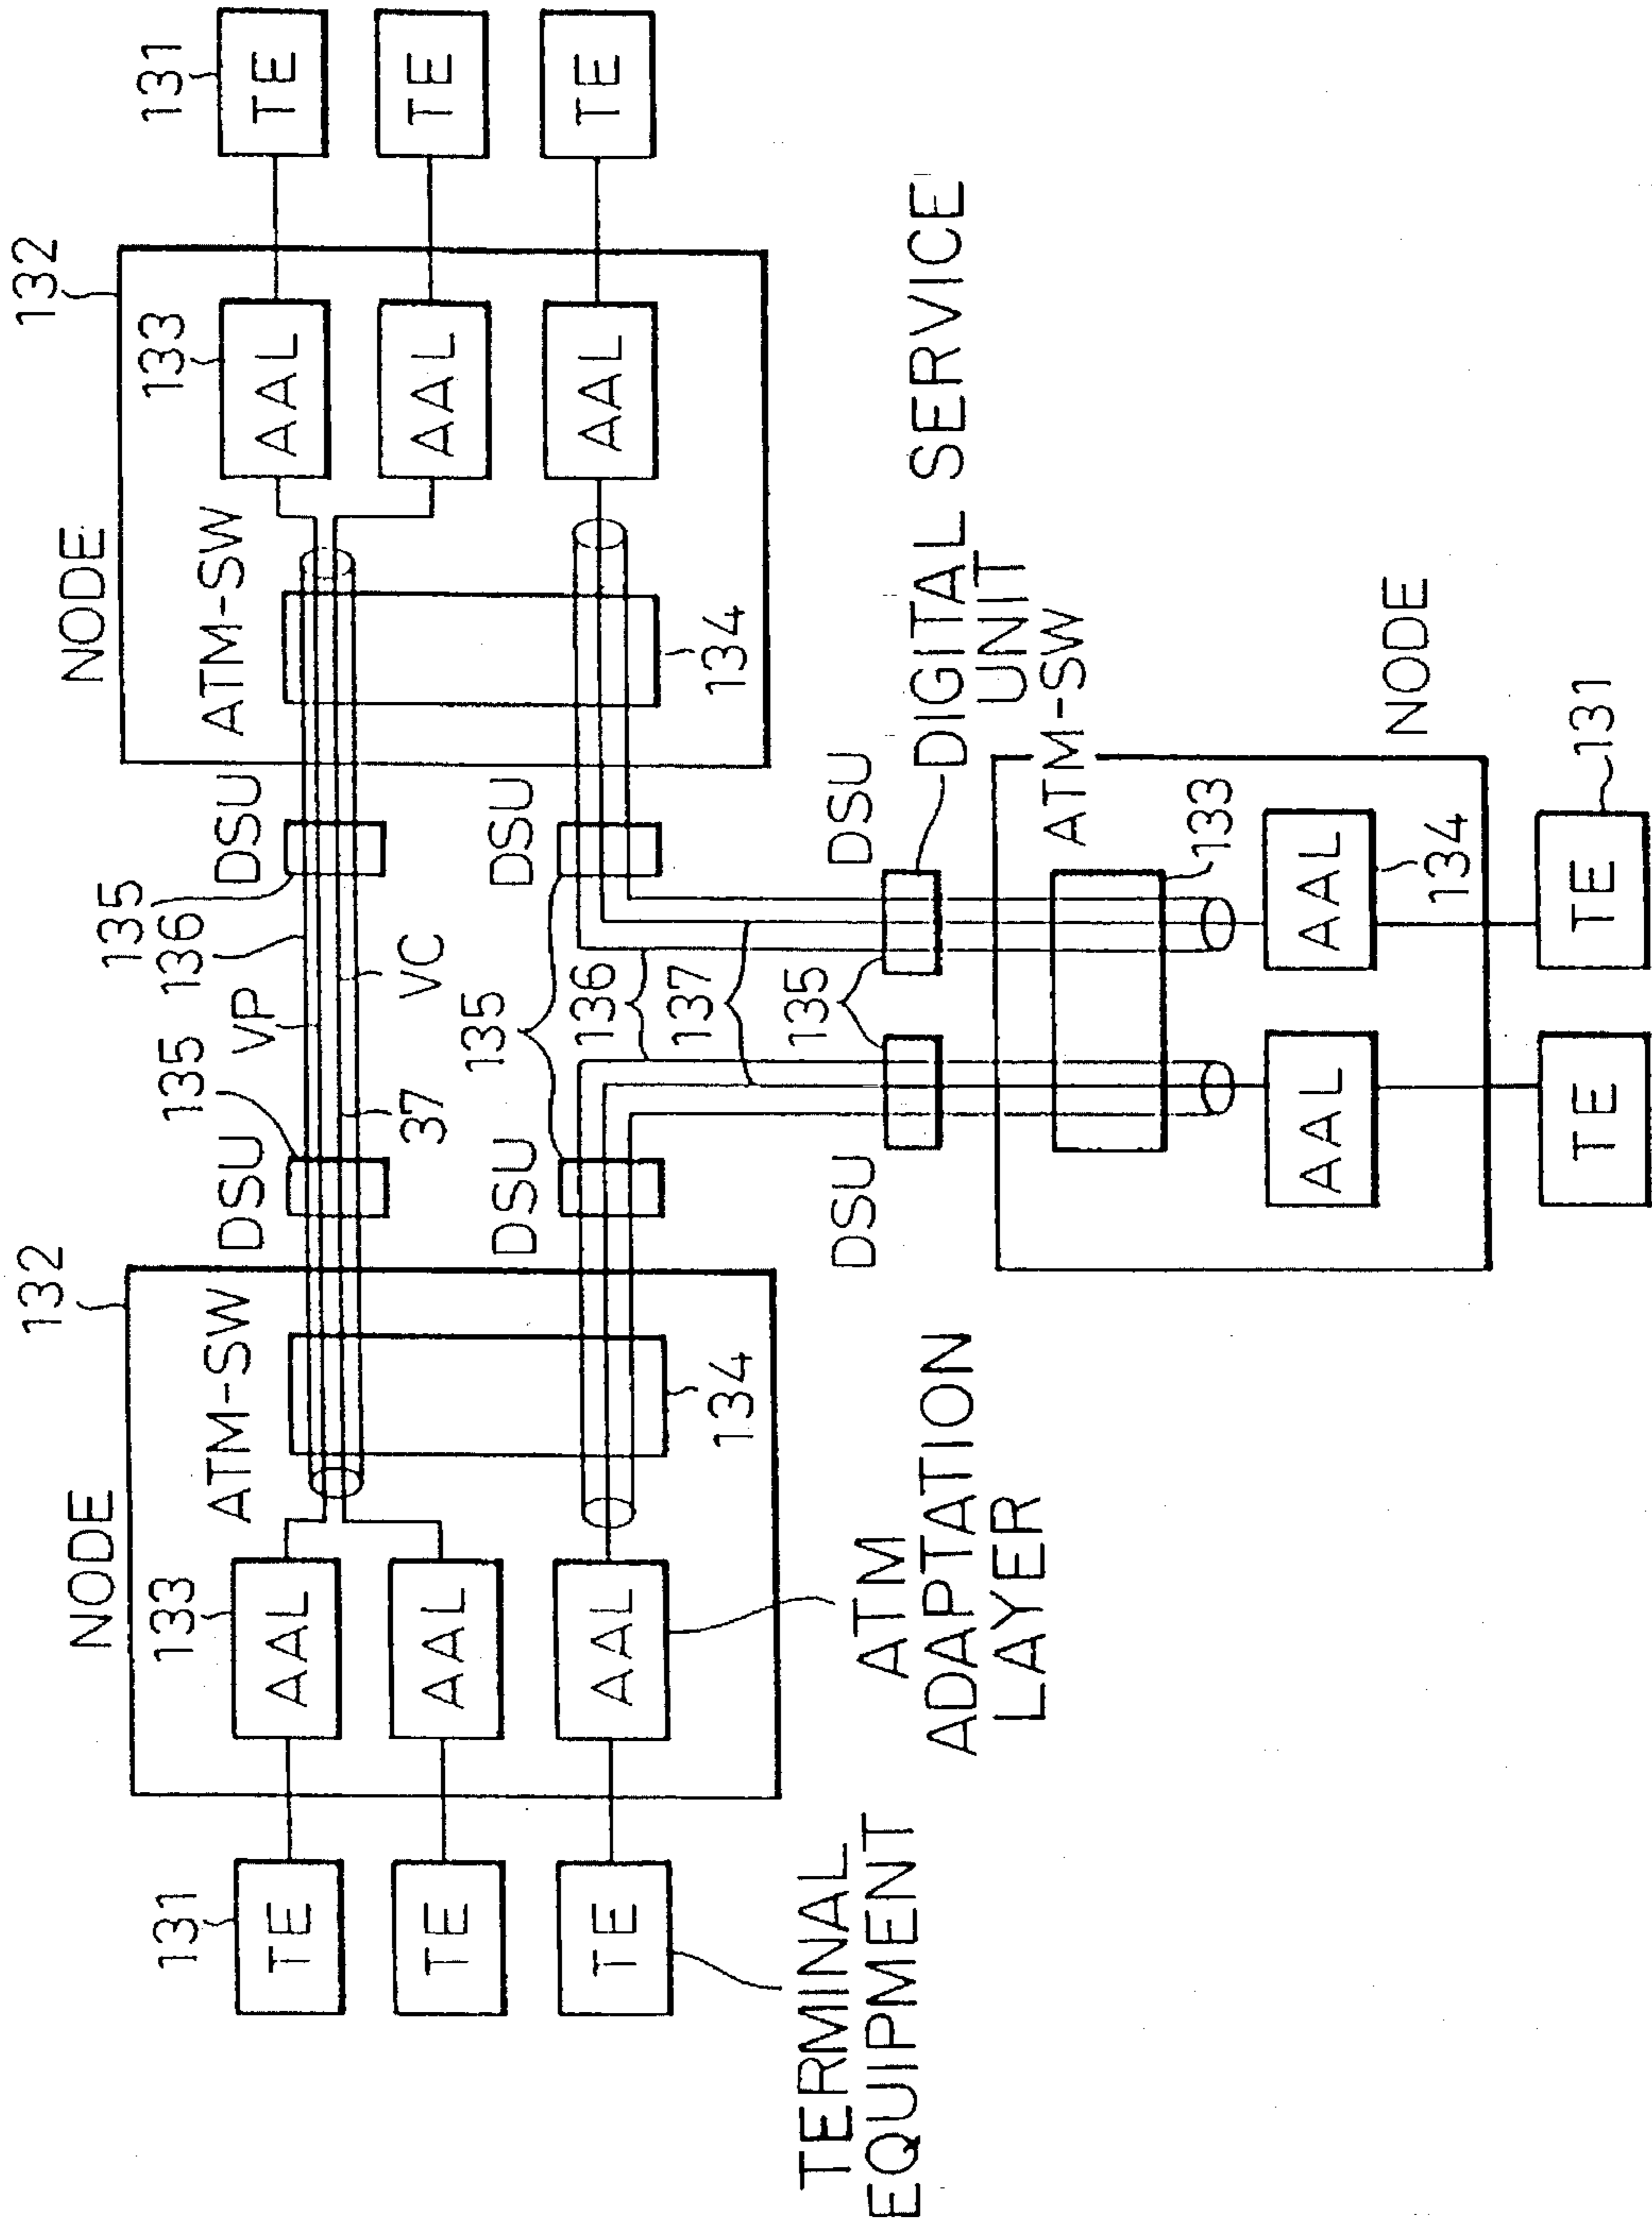 132
132
NODE
NODE
131
133
135
136
133
131
ATM-SW
DSU
135
VP
DSU
ATM-SW
TE
AAL
AAL
TE
37
VC
TE
AAL
AAL
TE
DSU
135
DSU
TE
AAL
136
AAL
TE
137
134
134
135
TERMINAL
EQUIPMENT
ATM
ADAPTATION
LAYER
DSU
DSU
DIGITAL SERVICE
UNIT
ATM-SW
133
AAL
AAL
134
NODE
TE
TE
131